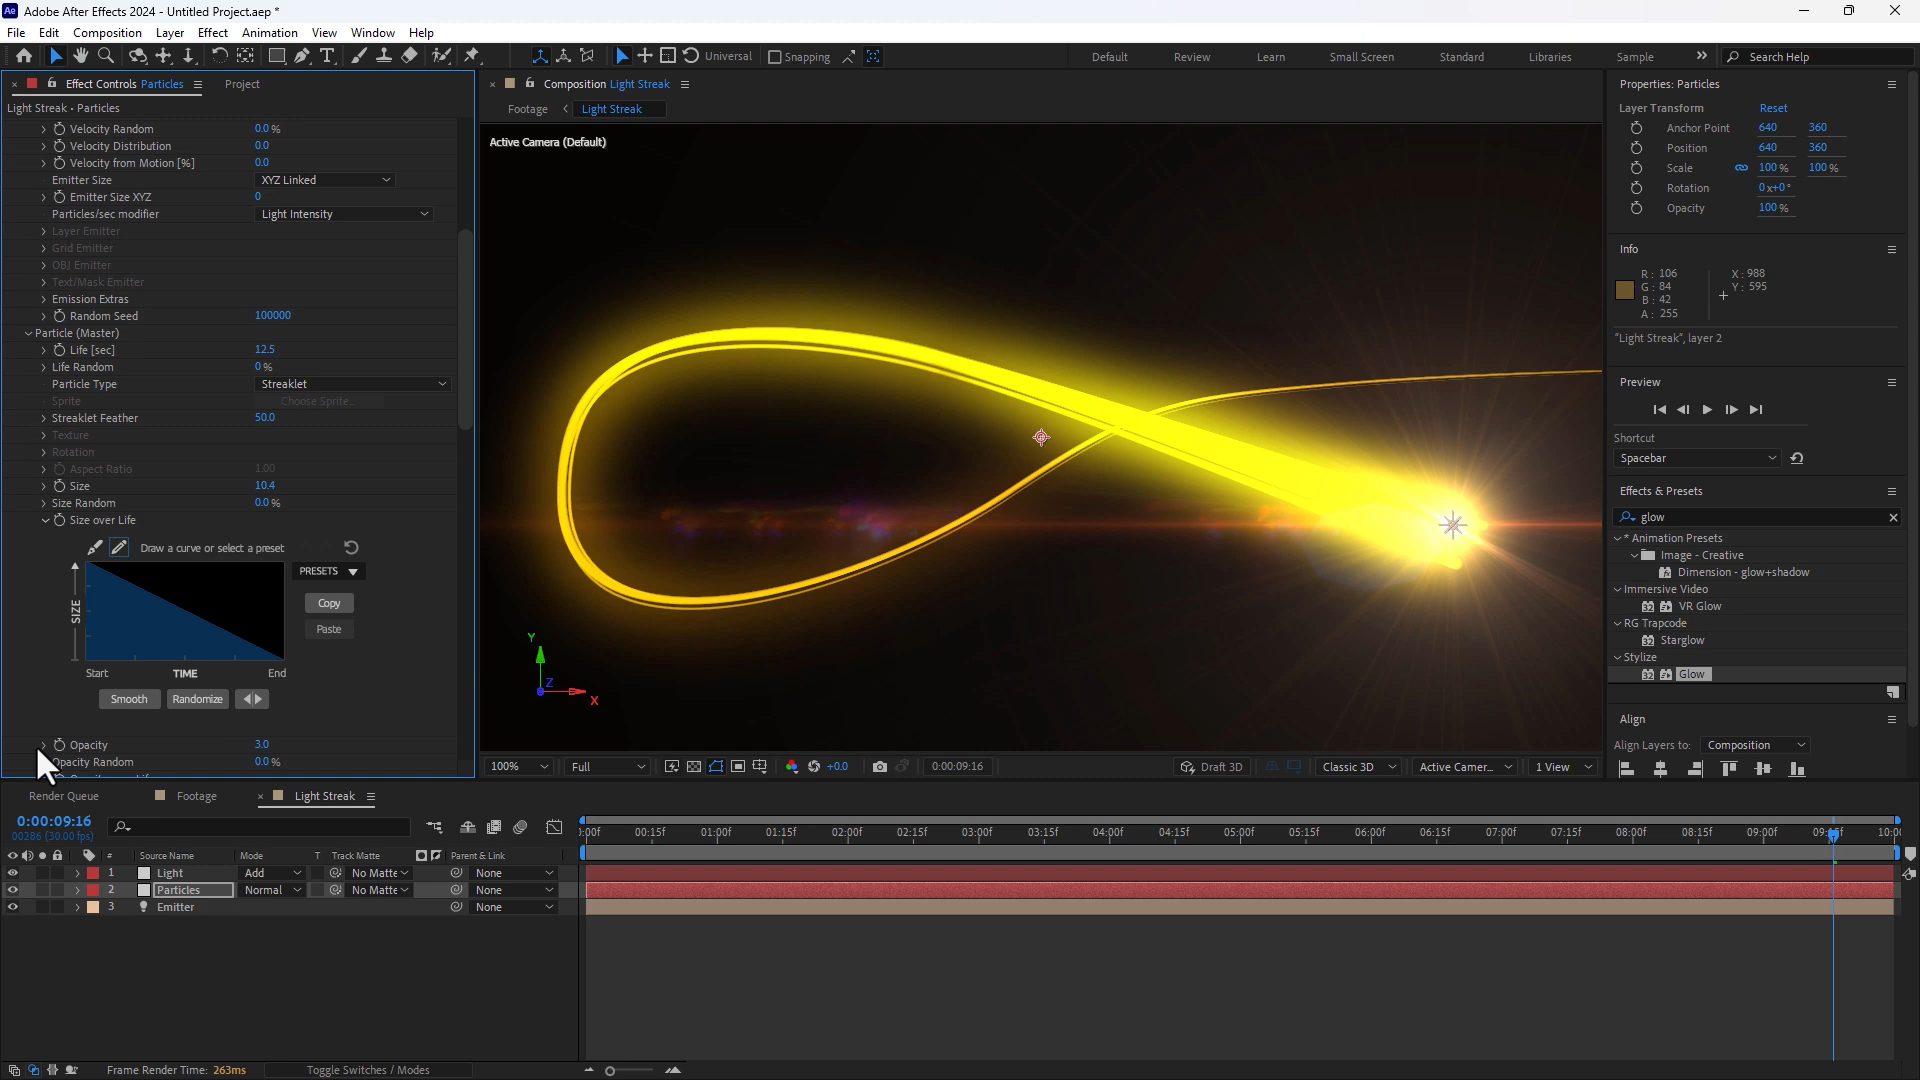 Ae Adobe After Effects 2024 - Untitled Project.aep *
File Edit Composition Layer Effect Animation View Window Help
Universal Snapping Default Review Learn Small Screen Standard Libraries Sample Search Help
Effect Controls Particles Project
Light Streak • Particles
Velocity Random 0.0 %
Velocity Distribution 0.0
Velocity from Motion [%] 0.0
Emitter Size XYZ Linked
Emitter Size XYZ 0
Particles/sec modifier Light Intensity
Layer Emitter
Grid Emitter
OBJ Emitter
Text/Mask Emitter
Emission Extras
Random Seed 100000
Particle (Master)
Life [sec] 12.5
Life Random 0 %
Particle Type Streaklet
Sprite Choose Sprite...
Streaklet Feather 50.0
Texture
Rotation
Aspect Ratio 1.00
Size 10.4
Size Random 0.0 %
Size over Life
Draw a curve or select a preset
PRESETS
SIZE
Copy
Paste
Start TIME End
Smooth Randomize
Opacity 3.0
Opacity Random 0.0 %
Composition Light Streak
Footage Light Streak
Active Camera (Default)
Y
Z
X
100% Full +0.0 0:00:09:16 Draft 3D Classic 3D Active Camer... 1 View
Properties: Particles
Layer Transform Reset
Anchor Point 640 360
Position 640 360
Scale 100 % 100 %
Rotation 0x+0°
Opacity 100 %
Info
R: 106 X: 988
G: 84 Y: 595
B: 42
A: 255
"Light Streak", layer 2
Preview
Shortcut
Spacebar
Effects & Presets
glow
* Animation Presets
Image - Creative
Dimension - glow+shadow
Immersive Video
32 VR Glow
RG Trapcode
32 Starglow
Stylize
32 Glow
Align
Align Layers to: Composition
Render Queue Footage Light Streak
0:00:09:16
00286 (30.00 fps)
:00f 00:15f 01:00f 01:15f 02:00f 02:15f 03:00f 03:15f 04:00f 04:15f 05:00f 05:15f 06:00f 06:15f 07:00f 07:15f 08:00f 08:15f 09:00f 10:0
# Source Name Mode T Track Matte Parent & Link
1 Light Add No Matte None
2 Particles Normal No Matte None
3 Emitter None
Frame Render Time: 263ms Toggle Switches / Modes